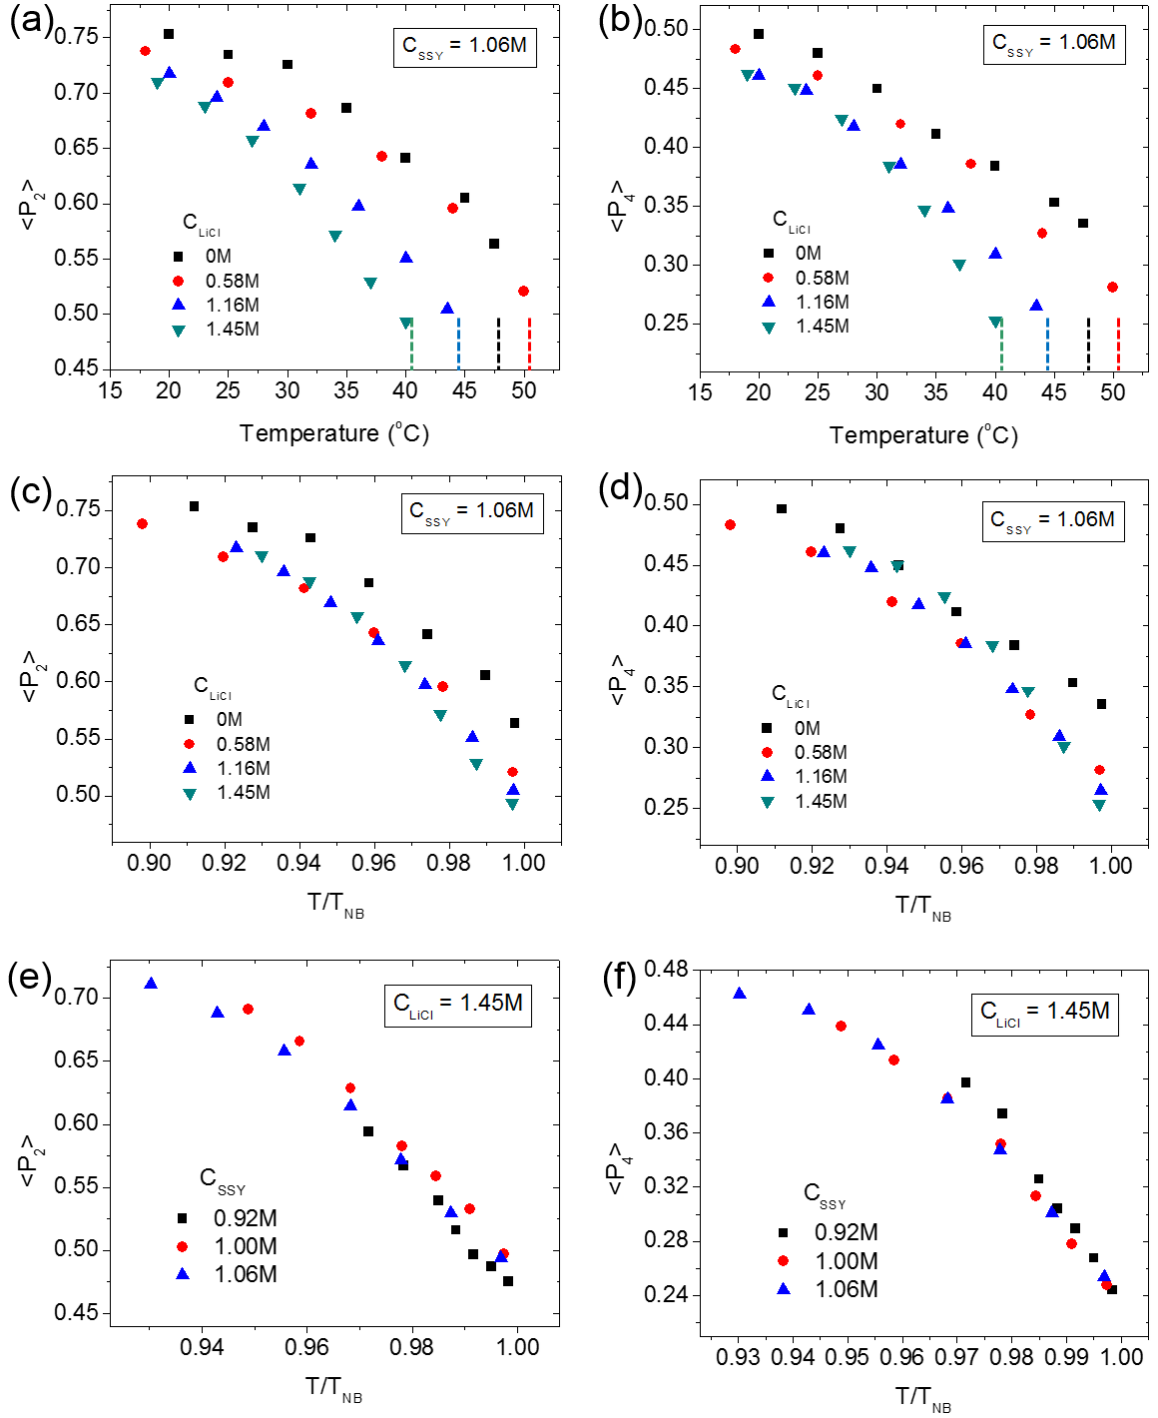 (a)
C_SSY = 1.06M
0.75
0.70
0.65
0.60
0.55
0.50
0.45
<P_2>
C_LiCl
0M
0.58M
1.16M
1.45M
15 20 25 30 35 40 45 50
Temperature (°C)
(b)
C_SSY = 1.06M
0.50
0.45
0.40
0.35
0.30
0.25
<P_4>
C_LiCl
0M
0.58M
1.16M
1.45M
15 20 25 30 35 40 45 50
Temperature (°C)
(c)
C_SSY = 1.06M
0.75
0.70
0.65
0.60
0.55
0.50
<P_2>
C_LiCl
0M
0.58M
1.16M
1.45M
0.90 0.92 0.94 0.96 0.98 1.00
T/T_NB
(d)
C_SSY = 1.06M
0.50
0.45
0.40
0.35
0.30
0.25
<P_4>
C_LiCl
0M
0.58M
1.16M
1.45M
0.90 0.92 0.94 0.96 0.98 1.00
T/T_NB
(e)
C_LiCl = 1.45M
0.70
0.65
0.60
0.55
0.50
0.45
<P_2>
C_SSY
0.92M
1.00M
1.06M
0.94 0.96 0.98 1.00
T/T_NB
(f)
C_LiCl = 1.45M
0.48
0.44
0.40
0.36
0.32
0.28
0.24
<P_4>
C_SSY
0.92M
1.00M
1.06M
0.93 0.94 0.95 0.96 0.97 0.98 0.99 1.00
T/T_NB